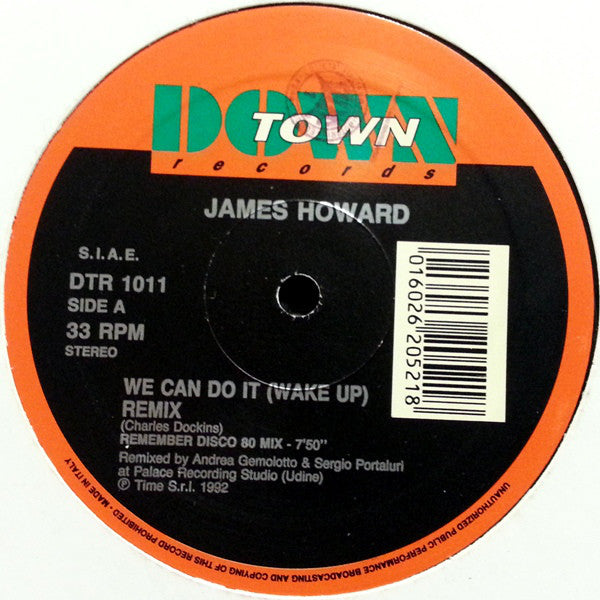 DOWN
TOWN
records
JAMES HOWARD
S.I.A.E.
DTR 1011
SIDE A
33 RPM
STEREO
016026 205218
WE CAN DO IT (WAKE UP)
REMIX
(Charles Dockins)
REMEMBER DISCO 80 MIX - 7'50"
Remixed by Andrea Gemolotto & Sergio Portaluri
at Palace Recording Studio (Udine)
℗ Time S.r.l. 1992
UNAUTHORIZED PUBLIC PERFORMANCE BROADCASTING AND COPYING OF THIS RECORD PROHIBITED - MADE IN ITALY